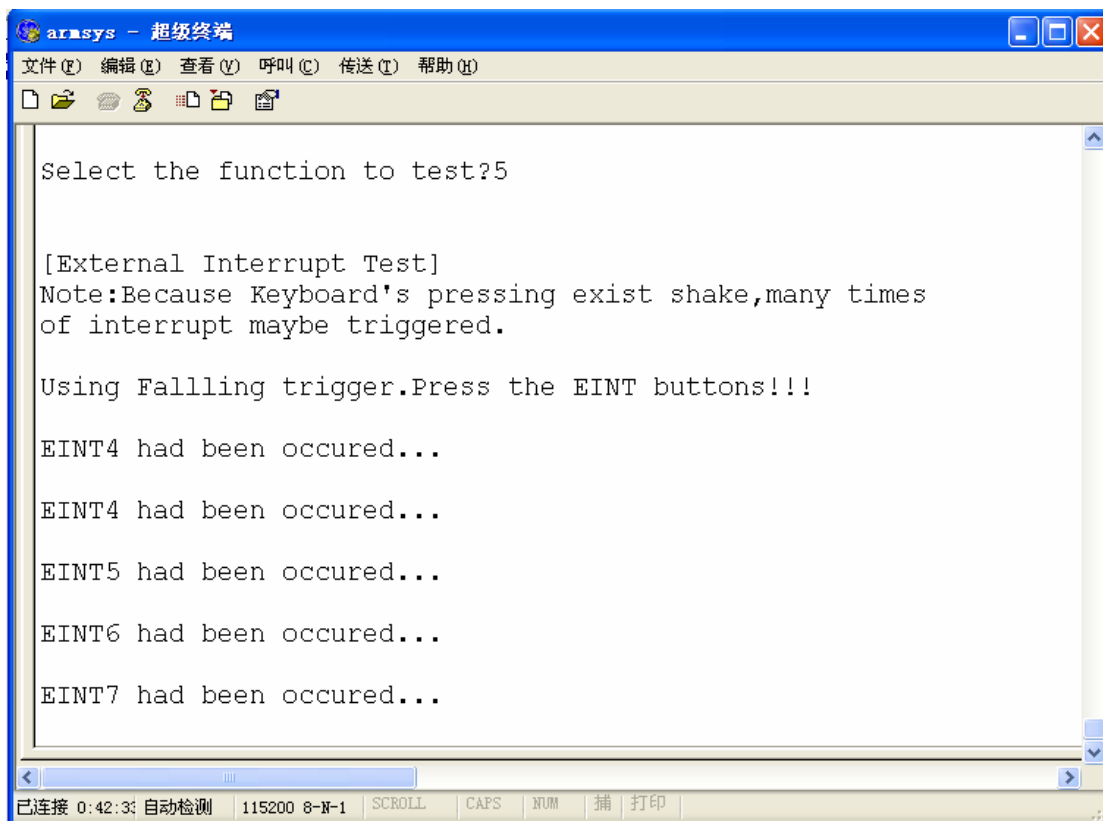 armsys - 超级终端
文件(F) 编辑(E) 查看(V) 呼叫(C) 传送(T) 帮助(H)
Select the function to test?5
[External Interrupt Test]
Note:Because Keyboard's pressing exist shake,many times
of interrupt maybe triggered.
Using Fallling trigger.Press the EINT buttons!!!
EINT4 had been occured...
EINT4 had been occured...
EINT5 had been occured...
EINT6 had been occured...
EINT7 had been occured...
已连接 0:42:33 自动检测 115200 8-N-1 SCROLL CAPS NUM 捕 打印